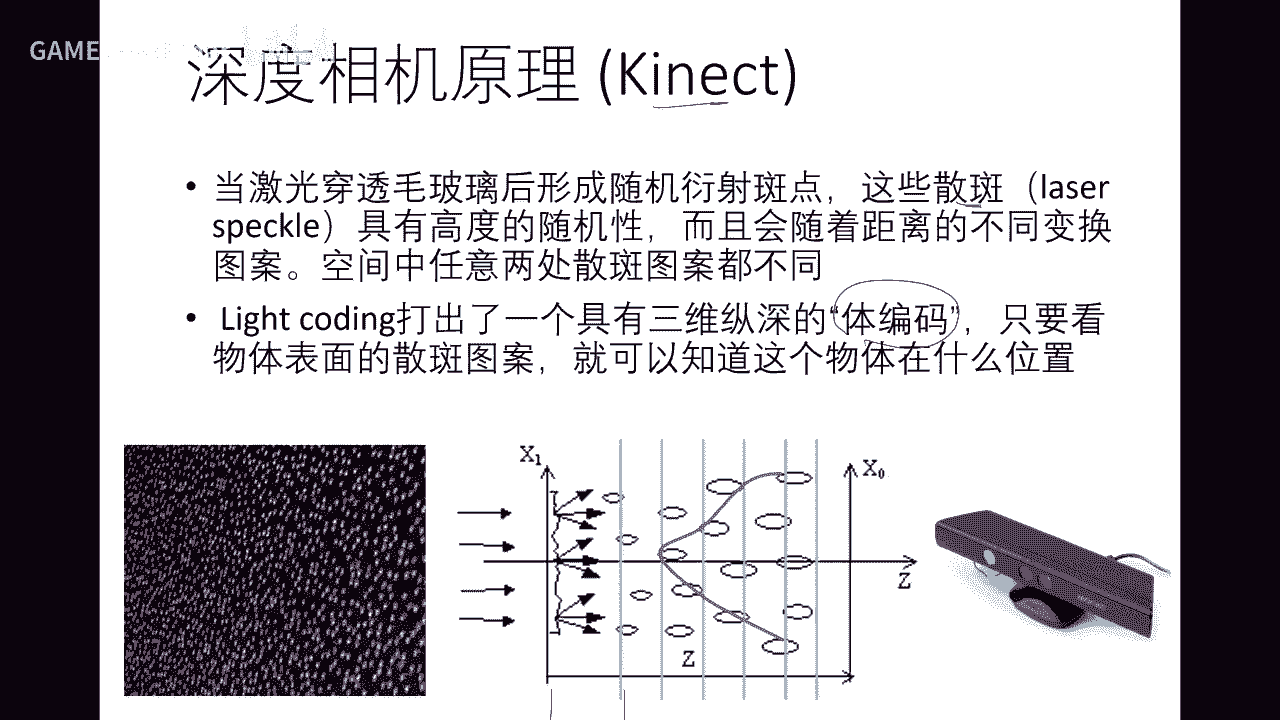 GAME
深度相机原理 (Kinect)
• 当激光穿透毛玻璃后形成随机衍射斑点，这些散斑（laser
speckle）具有高度的随机性，而且会随着距离的不同变换
图案。空间中任意两处散斑图案都不同
• Light coding打出了一个具有三维纵深的“体编码”，只要看
物体表面的散斑图案，就可以知道这个物体在什么位置
X₁
X₀
Z
Z